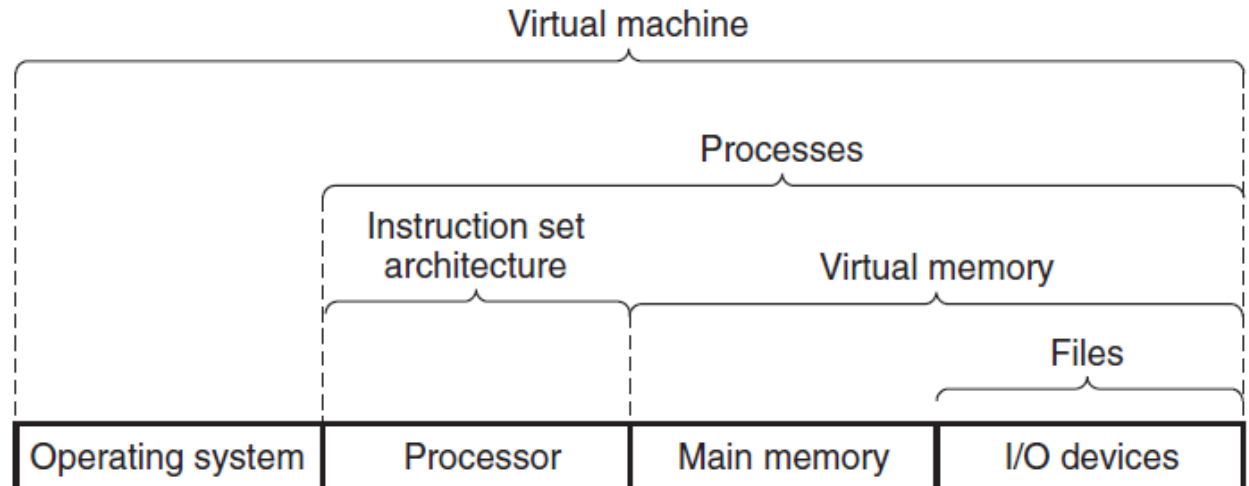 Virtual machine
Processes
Instruction set
architecture
Virtual memory
Files
Operating system
Processor
Main memory
I/O devices